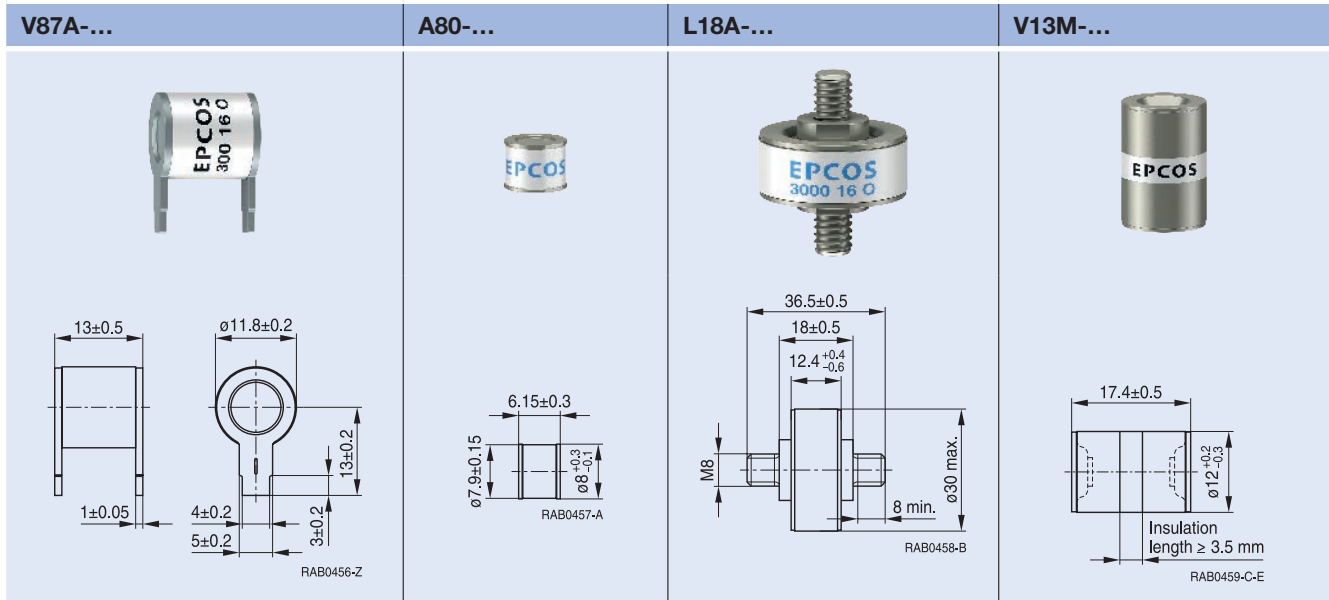 V87A-...
A80-...
L18A-...
V13M-...
EPCOS
300 16 O
EPCOS
EPCOS
3000 16 O
EPCOS
13±0.5
ø11.8±0.2
13±0.2
1±0.05
4±0.2
5±0.2
3±0.2
RAB0456-Z
6.15±0.3
ø7.9±0.15
ø8 +0.3 -0.1
RAB0457-A
36.5±0.5
18±0.5
12.4 +0.4 -0.6
M8
ø30 max.
8 min.
RAB0458-B
17.4±0.5
ø12 +0.2 -0.3
Insulation
length ≥ 3.5 mm
RAB0459-C-E